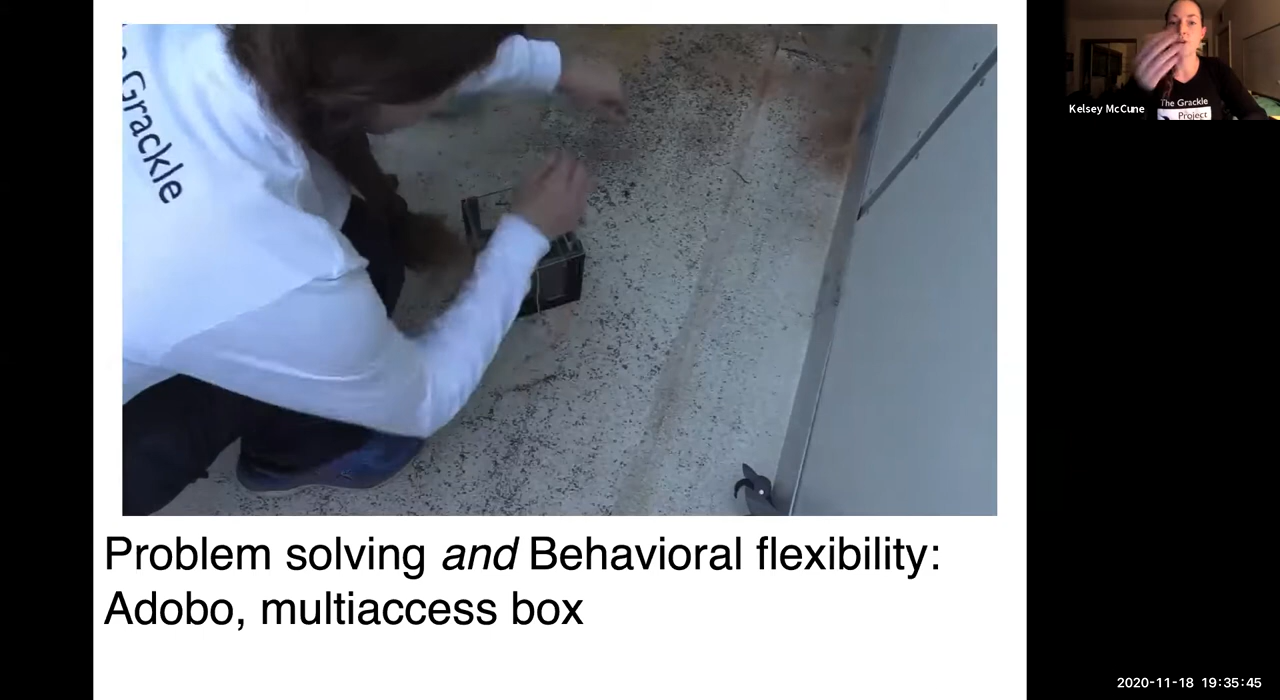 Grackle
Problem solving and Behavioral flexibility:
Adobo, multiaccess box
The Grackle
Project
Kelsey McCune
2020-11-18 19:35:45